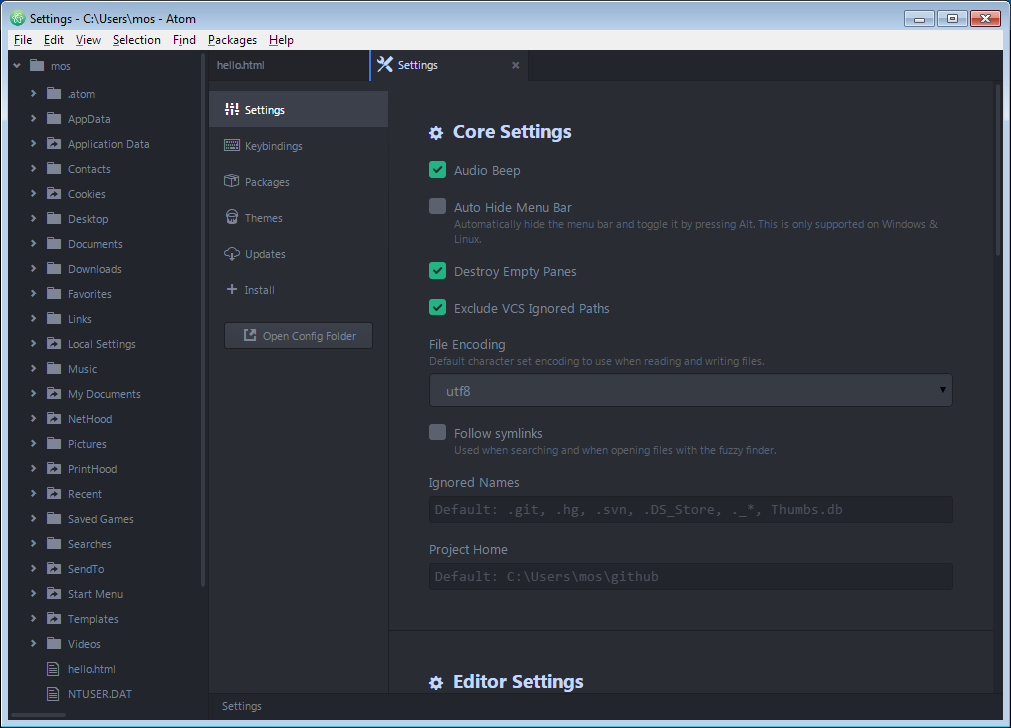 Settings - C:\Users\mos - Atom
File Edit View Selection Find Packages Help
mos
.atom
AppData
Application Data
Contacts
Cookies
Desktop
Documents
Downloads
Favorites
Links
Local Settings
Music
My Documents
NetHood
Pictures
PrintHood
Recent
Saved Games
Searches
SendTo
Start Menu
Templates
Videos
hello.html
NTUSER.DAT
hello.html
Settings
Settings
Keybindings
Packages
Themes
Updates
Install
Open Config Folder
Core Settings
Audio Beep
Auto Hide Menu Bar
Automatically hide the menu bar and toggle it by pressing Alt. This is only supported on Windows &
Linux.
Destroy Empty Panes
Exclude VCS Ignored Paths
File Encoding
Default character set encoding to use when reading and writing files.
utf8
Follow symlinks
Used when searching and when opening files with the fuzzy finder.
Ignored Names
Default: .git, .hg, .svn, .DS_Store, ._*, Thumbs.db
Project Home
Default: C:\Users\mos\github
Editor Settings
Settings